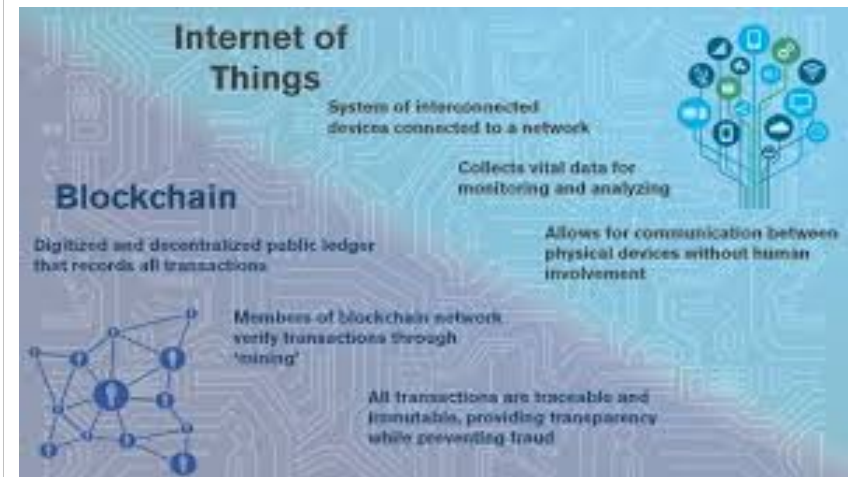 Internet of
Things
System of interconnected
devices connected to a network
Collects vital data for
monitoring and analyzing
Allows for communication between
physical devices without human
involvement
Blockchain
Digitized and decentralized public ledger
that records all transactions
Members of blockchain network
verify transactions through
'mining'
All transactions are traceable and
immutable, providing transparency
while preventing fraud